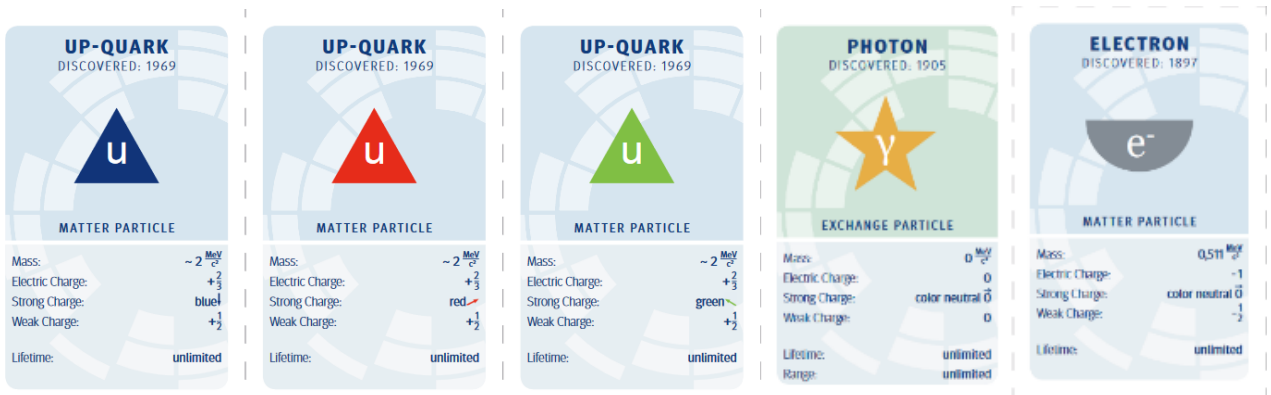 UP-QUARK
DISCOVERED: 1969
u
MATTER PARTICLE
Mass: ~ 2 MeV/c²
Electric Charge: +2/3
Strong Charge: blue
Weak Charge: +1/2
Lifetime: unlimited
UP-QUARK
DISCOVERED: 1969
u
MATTER PARTICLE
Mass: ~ 2 MeV/c²
Electric Charge: +2/3
Strong Charge: red
Weak Charge: +1/2
Lifetime: unlimited
UP-QUARK
DISCOVERED: 1969
u
MATTER PARTICLE
Mass: ~ 2 MeV/c²
Electric Charge: +2/3
Strong Charge: green
Weak Charge: +1/2
Lifetime: unlimited
PHOTON
DISCOVERED: 1905
γ
EXCHANGE PARTICLE
Mass: 0 MeV/c²
Electric Charge: 0
Strong Charge: color neutral 0⃗
Weak Charge: 0
Lifetime: unlimited
Range: unlimited
ELECTRON
DISCOVERED: 1897
e⁻
MATTER PARTICLE
Mass: 0,511 MeV/c²
Electric Charge: -1
Strong Charge: color neutral 0⃗
Weak Charge: -1/2
Lifetime: unlimited